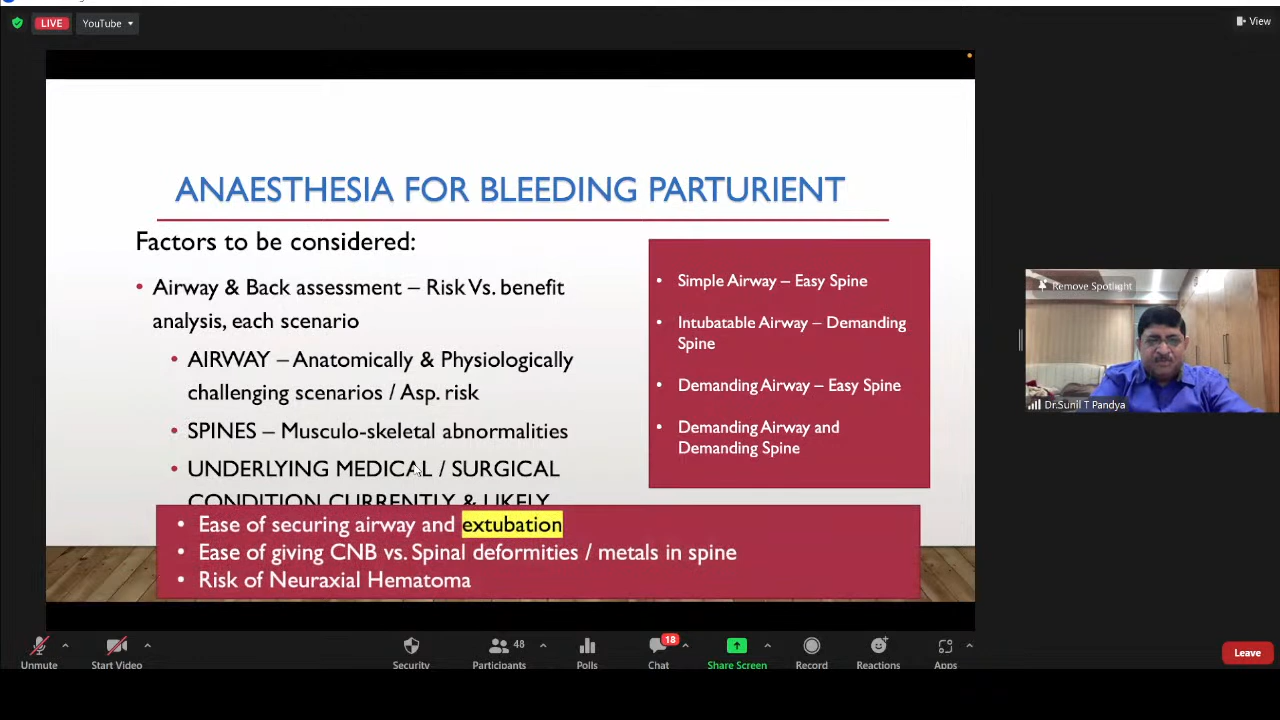 LIVE
YouTube
View
ANAESTHESIA FOR BLEEDING PARTURIENT
Factors to be considered:
• Airway & Back assessment – Risk Vs. benefit
analysis, each scenario
• AIRWAY – Anatomically & Physiologically
challenging scenarios / Asp. risk
• SPINES – Musculo-skeletal abnormalities
• UNDERLYING MEDICAL / SURGICAL
CONDITION CURRENTLY & LIKELY
• Simple Airway – Easy Spine
• Intubatable Airway – Demanding
Spine
• Demanding Airway – Easy Spine
• Demanding Airway and
Demanding Spine
• Ease of securing airway and extubation
• Ease of giving CNB vs. Spinal deformities / metals in spine
• Risk of Neuraxial Hematoma
Remove Spotlight
Dr.Sunil T Pandya
Unmute
Start Video
Security
Participants
48
Polls
Chat
18
Share Screen
Record
Reactions
Apps
Leave